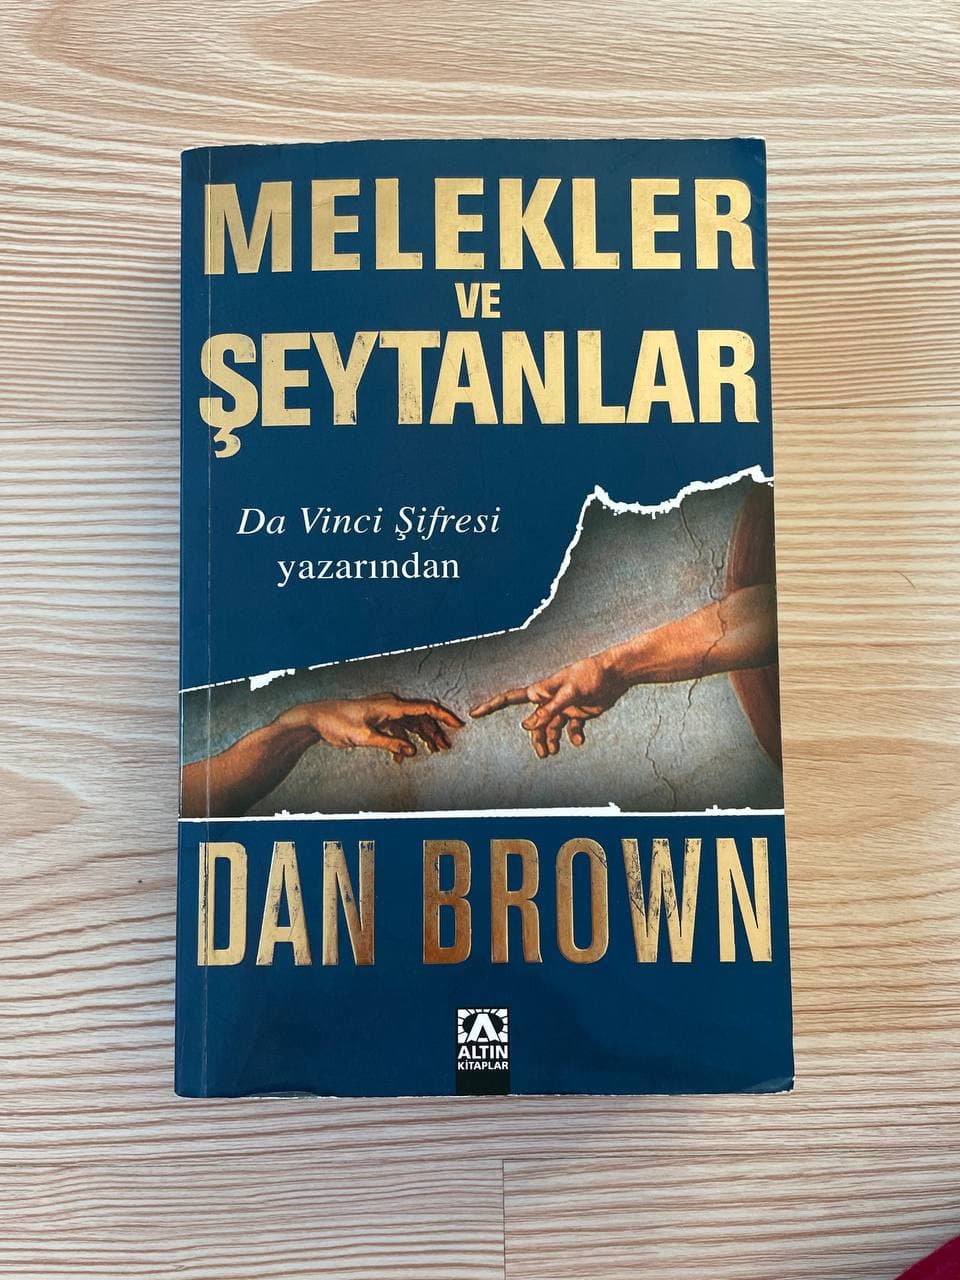 MELEKLER
VE
ŞEYTANLAR
Da Vinci Şifresi
yazarından
DAN BROWN
A
ALTIN
KİTAPLAR